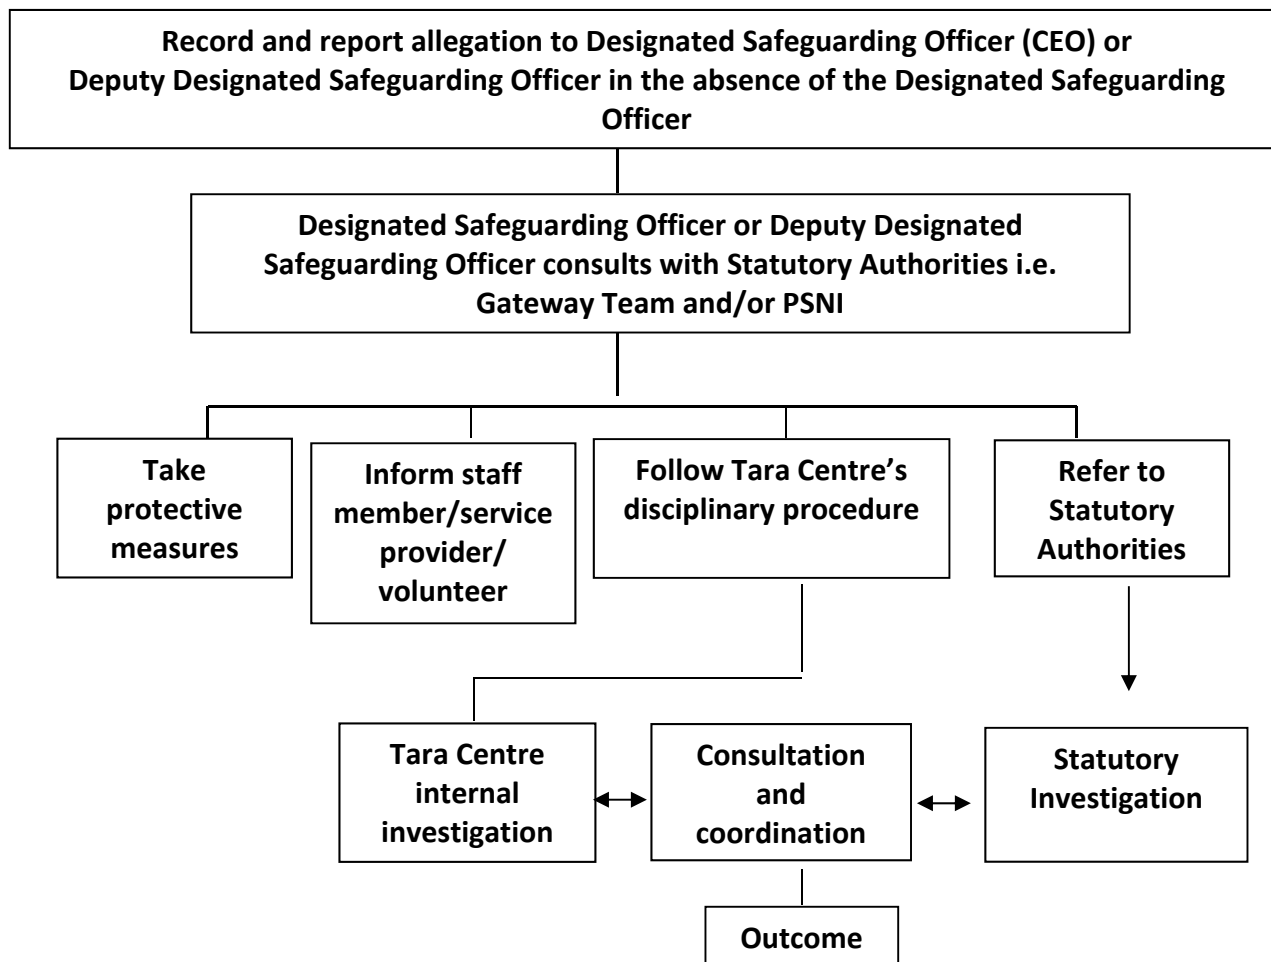 Record and report allegation to Designated Safeguarding Officer (CEO) or
Deputy Designated Safeguarding Officer in the absence of the Designated Safeguarding
Officer
Designated Safeguarding Officer or Deputy Designated
Safeguarding Officer consults with Statutory Authorities i.e.
Gateway Team and/or PSNI
Take
protective
measures
Inform staff
member/service
provider/
volunteer
Follow Tara Centre’s
disciplinary procedure
Refer to
Statutory
Authorities
Tara Centre
internal
investigation
Consultation
and
coordination
Statutory
Investigation
Outcome